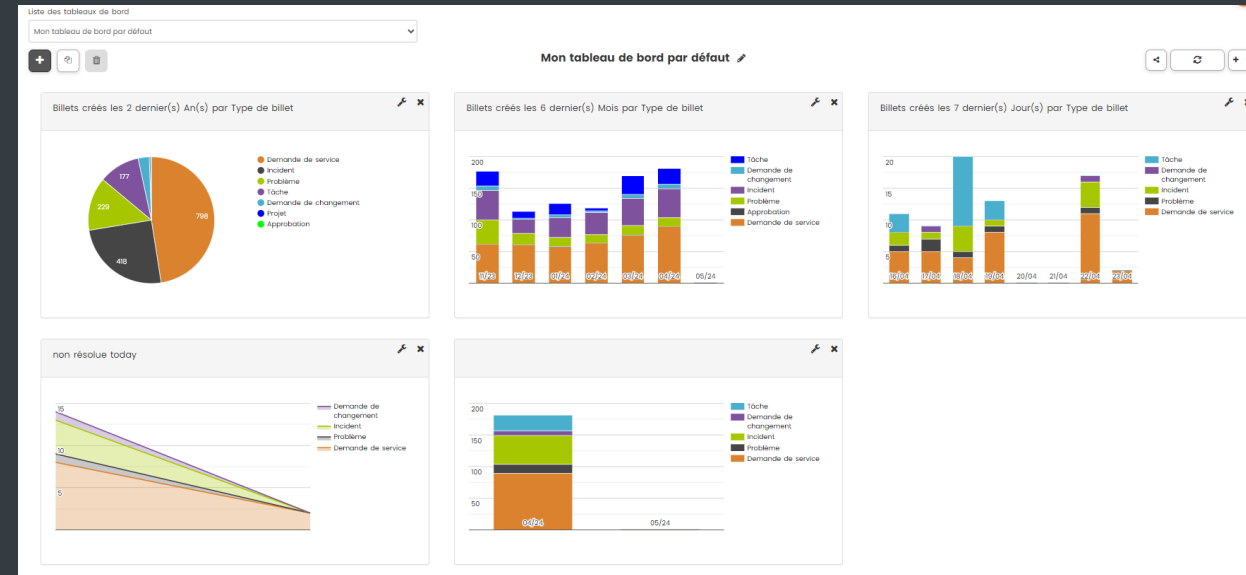 Liste des tableaux de bord
Mon tableau de bord par défaut
Mon tableau de bord par défaut
Billets créés les 2 dernier(s) An(s) par Type de billet
798
418
229
177
Demande de service
Incident
Problème
Tâche
Demande de changement
Projet
Approbation
Billets créés les 6 dernier(s) Mois par Type de billet
200
150
100
50
11/23 12/23 01/24 02/24 03/24 04/24 05/24
Tâche
Demande de
changement
Incident
Problème
Approbation
Demande de service
Billets créés les 7 dernier(s) Jour(s) par Type de billet
20
15
10
5
16/04 17/04 18/04 19/04 20/04 21/04 22/04 23/04
Tâche
Demande de
changement
Incident
Problème
Demande de service
non résolue today
15
10
5
Demande de
changement
Incident
Problème
Demande de service
200
150
100
50
04/24 05/24
Tâche
Demande de
changement
Incident
Problème
Demande de service